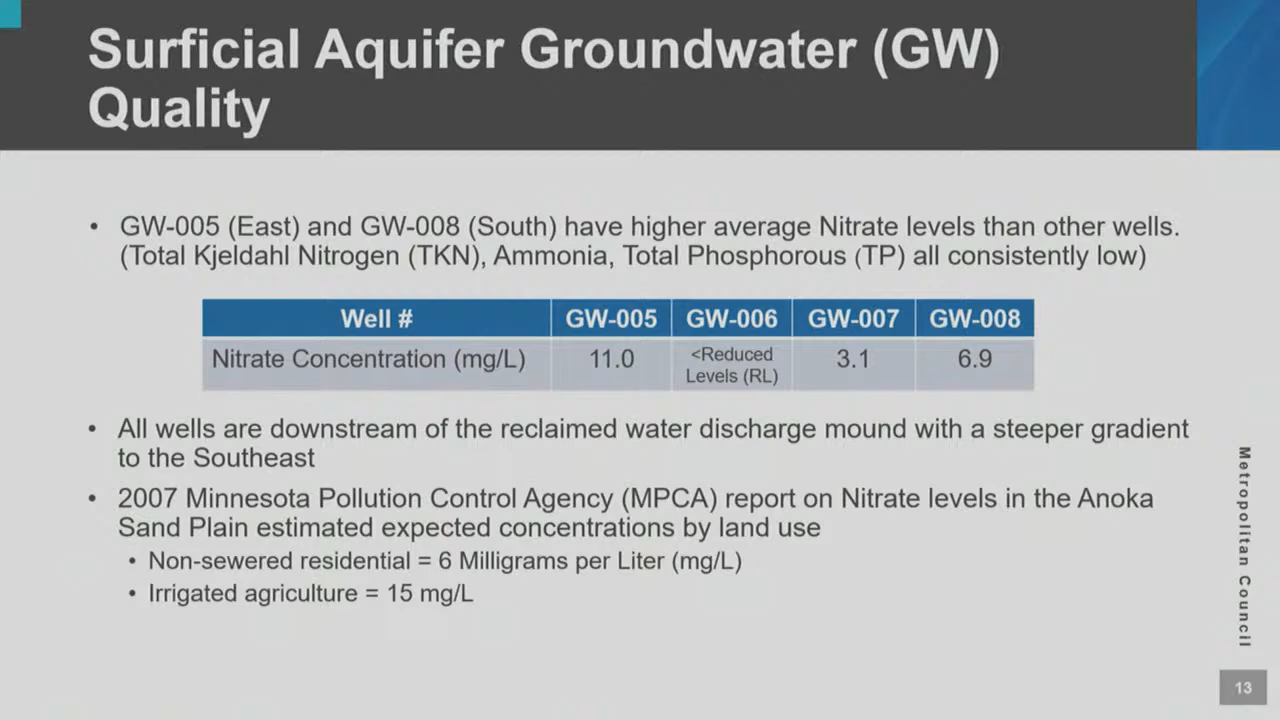 Surficial Aquifer Groundwater (GW)
Quality
• GW-005 (East) and GW-008 (South) have higher average Nitrate levels than other wells.
(Total Kjeldahl Nitrogen (TKN), Ammonia, Total Phosphorous (TP) all consistently low)
Well # GW-005 GW-006 GW-007 GW-008
Nitrate Concentration (mg/L) 11.0 <Reduced Levels (RL) 3.1 6.9
• All wells are downstream of the reclaimed water discharge mound with a steeper gradient
to the Southeast
• 2007 Minnesota Pollution Control Agency (MPCA) report on Nitrate levels in the Anoka
Sand Plain estimated expected concentrations by land use
• Non-sewered residential = 6 Milligrams per Liter (mg/L)
• Irrigated agriculture = 15 mg/L
Metropolitan Council
13